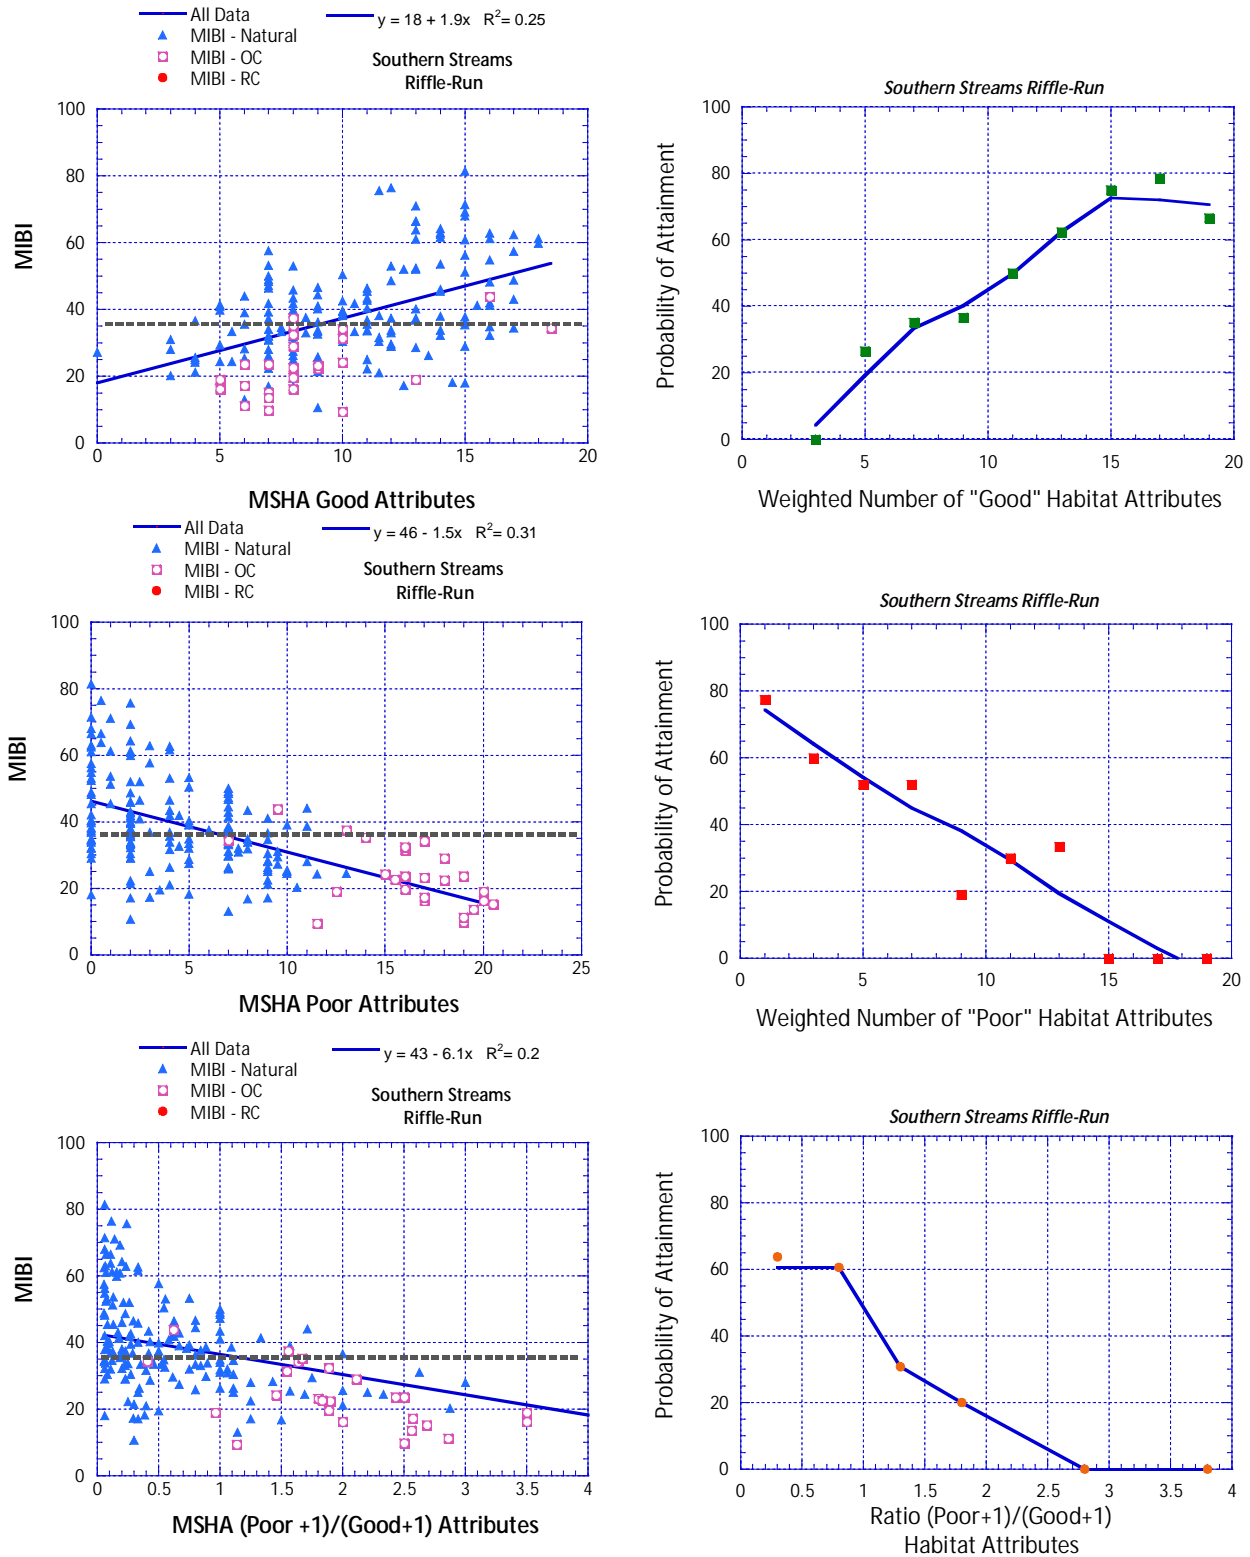 All Data
y = 18 + 1.9x R2= 0.25
MIBI - Natural
MIBI - OC
MIBI - RC
Southern Streams
Riffle-Run
100
80
60
40
20
0
MIBI
0 5 10 15 20
MSHA Good Attributes
Southern Streams Riffle-Run
100
80
60
40
20
0
Probability of Attainment
0 5 10 15 20
Weighted Number of "Good" Habitat Attributes
All Data
y = 46 - 1.5x R2= 0.31
MIBI - Natural
MIBI - OC
MIBI - RC
Southern Streams
Riffle-Run
100
80
60
40
20
0
MIBI
0 5 10 15 20 25
MSHA Poor Attributes
Southern Streams Riffle-Run
100
80
60
40
20
0
Probability of Attainment
0 5 10 15 20
Weighted Number of "Poor" Habitat Attributes
All Data
y = 43 - 6.1x R2= 0.2
MIBI - Natural
MIBI - OC
MIBI - RC
Southern Streams
Riffle-Run
100
80
60
40
20
0
MIBI
0 0.5 1 1.5 2 2.5 3 3.5 4
MSHA (Poor +1)/(Good+1) Attributes
Southern Streams Riffle-Run
100
80
60
40
20
0
Probability of Attainment
0 0.5 1 1.5 2 2.5 3 3.5 4
Ratio (Poor+1)/(Good+1)
Habitat Attributes